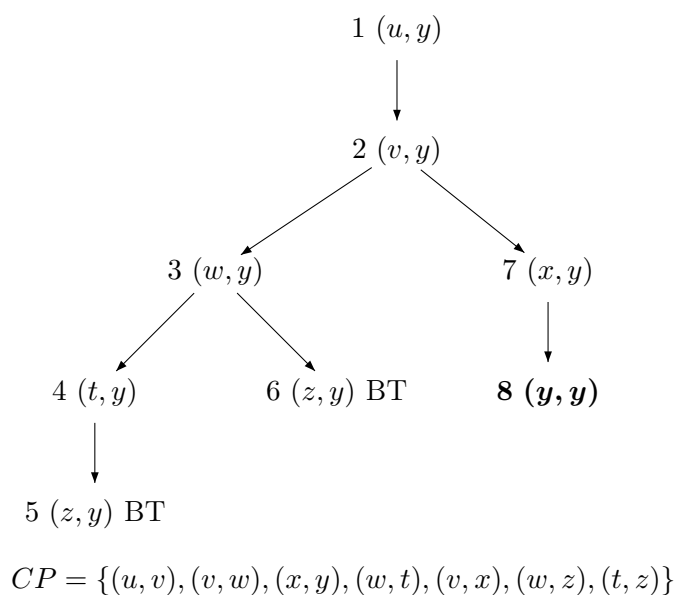 1 (u, y)
2 (v, y)
3 (w, y)
7 (x, y)
4 (t, y)
6 (z, y) BT
8 (y, y)
5 (z, y) BT
CP = {(u, v), (v, w), (x, y), (w, t), (v, x), (w, z), (t, z)}